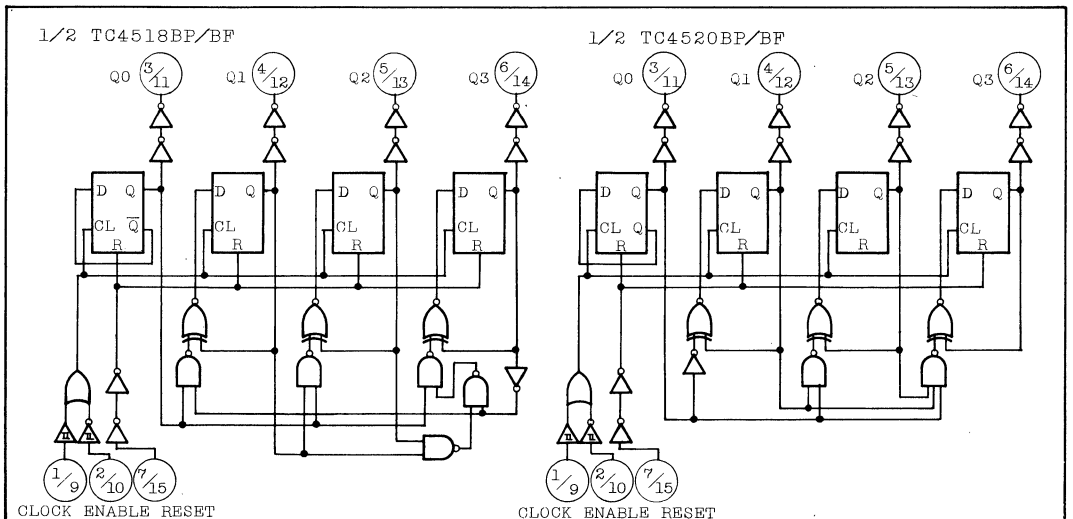 1/2 TC4518BP/BF
Q0 3/11 Q1 4/12 Q2 5/13 Q3 6/14
D Q D Q D Q D Q
CL Q̅ CL CL CL
R R R R
1/9 2/10 7/15
CLOCK ENABLE RESET
1/2 TC4520BP/BF
Q0 3/11 Q1 4/12 Q2 5/13 Q3 6/14
D Q D Q D Q D Q
CL Q CL CL CL
R R R R
1/9 2/10 7/15
CLOCK ENABLE RESET